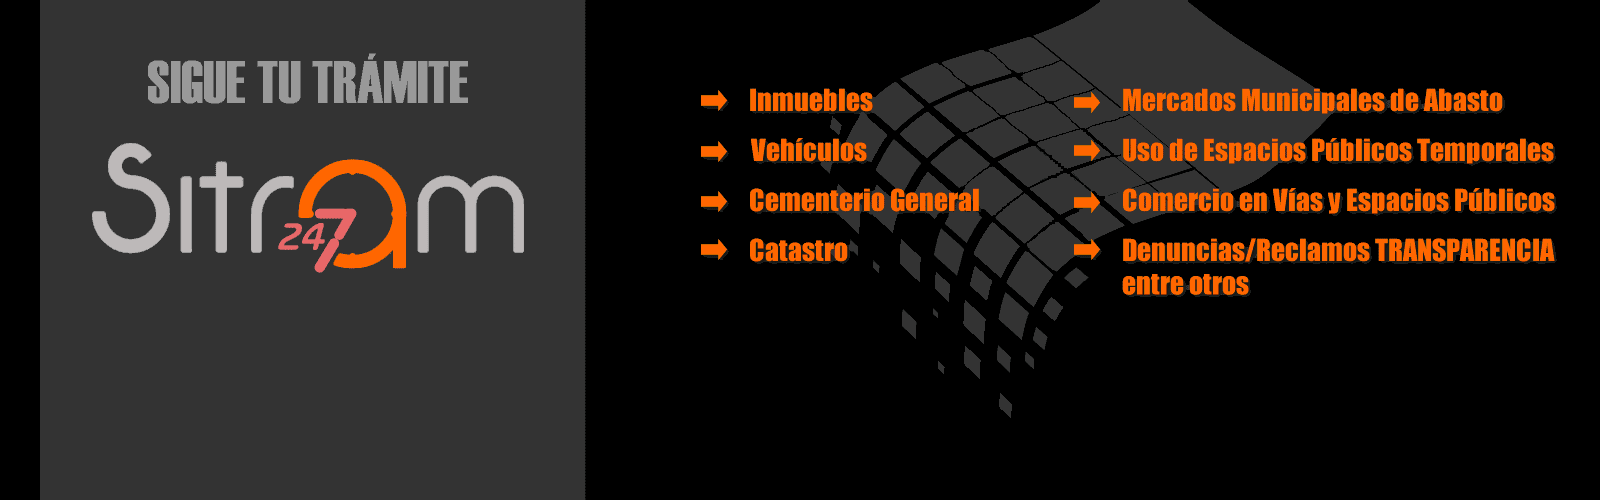 SIGUE TU TRÁMITE
Sitram
247
Inmuebles
Vehículos
Cementerio General
Catastro
Mercados Municipales de Abasto
Uso de Espacios Públicos Temporales
Comercio en Vías y Espacios Públicos
Denuncias/Reclamos TRANSPARENCIA
entre otros